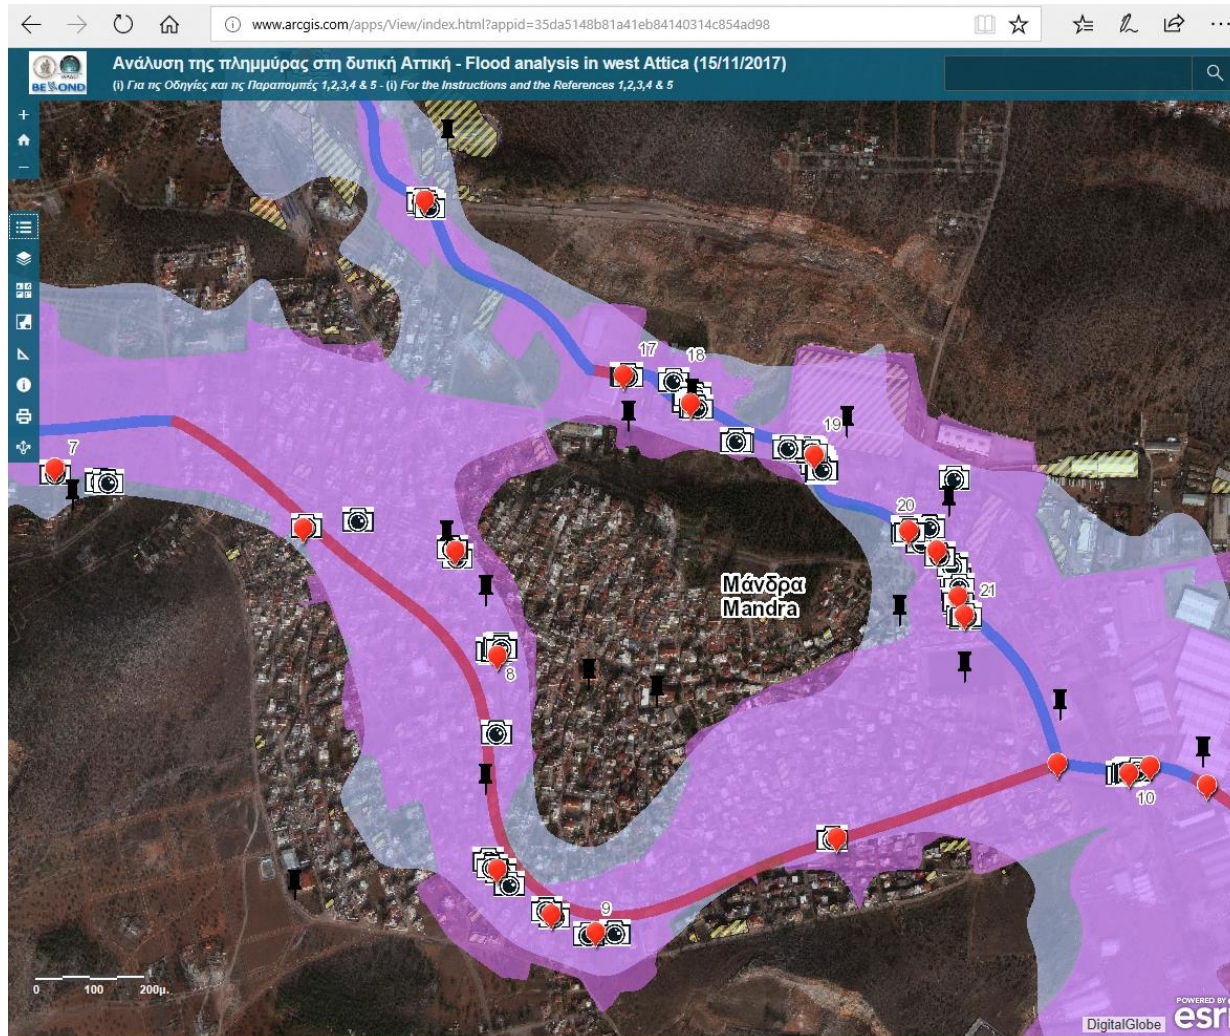 www.arcgis.com/apps/View/index.html?appid=35da5148b81a41eb84140314c854ad98
Ανάλυση της πλημμύρας στη δυτική Αττική - Flood analysis in west Attica (15/11/2017)
(i) Για τις Οδηγίες και τις Παραπομπές 1,2,3,4 & 5 - (i) For the Instructions and the References 1,2,3,4 & 5
BEYOND
17
18
19
7
20
Μάνδρα
Mandra
21
8
10
9
0 100 200μ.
POWERED BY
esri
DigitalGlobe